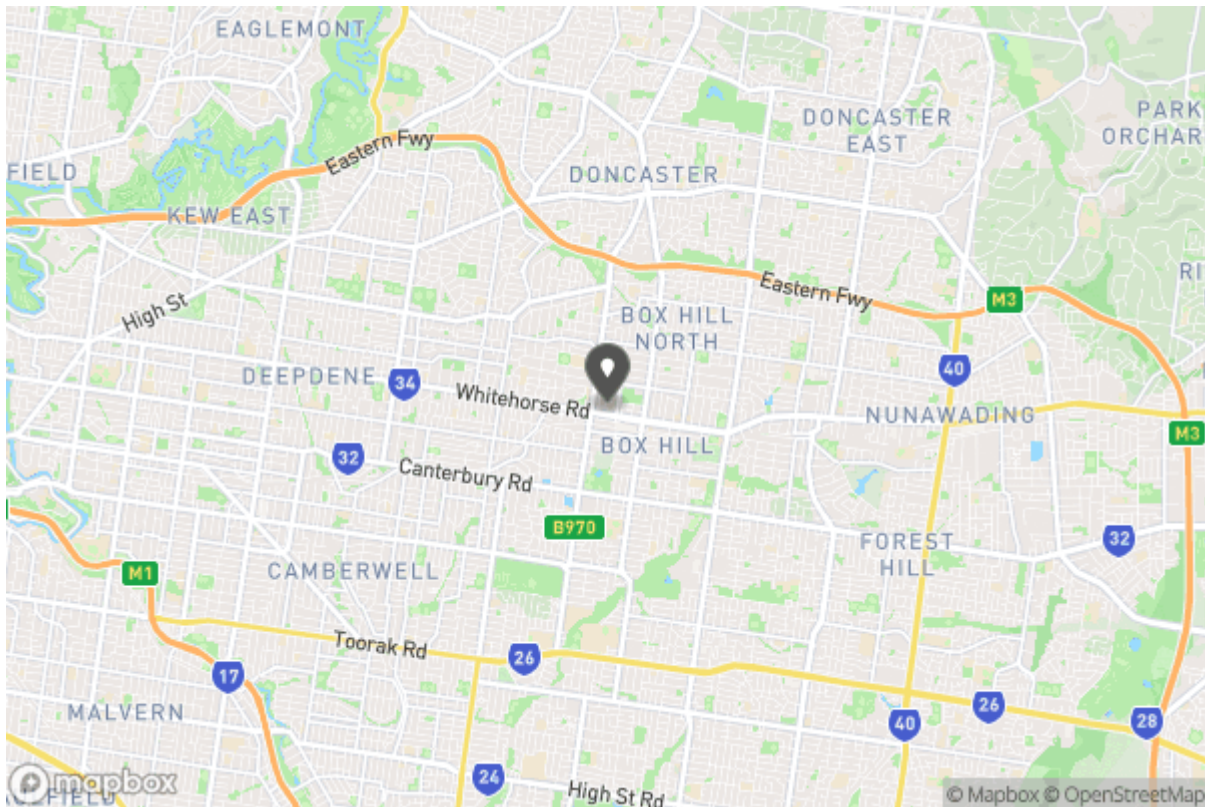 EAGLEMONT
PARK
ORCHAR
DONCASTER
EAST
Eastern Fwy
FIELD
DONCASTER
KEW EAST
RI
Eastern Fwy
M3
High St
BOX HILL
NORTH
DEEPDENE
34
40
Whitehorse Rd
NUNAWADING
M3
BOX HILL
32
Canterbury Rd
B970
32
FOREST
HILL
M1
CAMBERWELL
Toorak Rd
26
17
26
MALVERN
40
28
24
mapbox
High St Rd
© Mapbox © OpenStreetMap